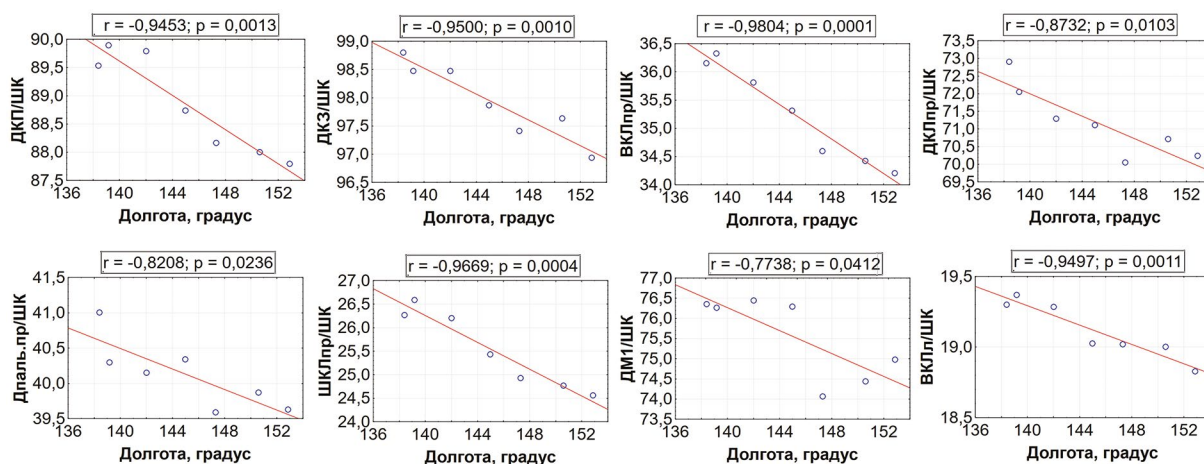 r = -0,9453; p = 0,0013
ДКП/ШК
90,0
89,5
89,0
88,5
88,0
87,5
136 140 144 148 152
Долгота, градус
r = -0,9500; p = 0,0010
ДКЗ/ШК
99,0
98,5
98,0
97,5
97,0
96,5
136 140 144 148 152
Долгота, градус
r = -0,9804; p = 0,0001
ВКЛпр/ШК
36,5
36,0
35,5
35,0
34,5
34,0
136 140 144 148 152
Долгота, градус
r = -0,8732; p = 0,0103
ДКЛпр/ШК
73,5
73,0
72,5
72,0
71,5
71,0
70,5
70,0
69,5
136 140 144 148 152
Долгота, градус
r = -0,8208; p = 0,0236
Дпаль.пр/ШК
41,5
41,0
40,5
40,0
39,5
136 140 144 148 152
Долгота, градус
r = -0,9669; p = 0,0004
ШКЛпр/ШК
27,0
26,5
26,0
25,5
25,0
24,5
24,0
136 140 144 148 152
Долгота, градус
r = -0,7738; p = 0,0412
ДМ1/ШК
77,0
76,5
76,0
75,5
75,0
74,5
74,0
73,5
136 140 144 148 152
Долгота, градус
r = -0,9497; p = 0,0011
ВКЛл/ШК
19,5
19,0
18,5
136 140 144 148 152
Долгота, градус